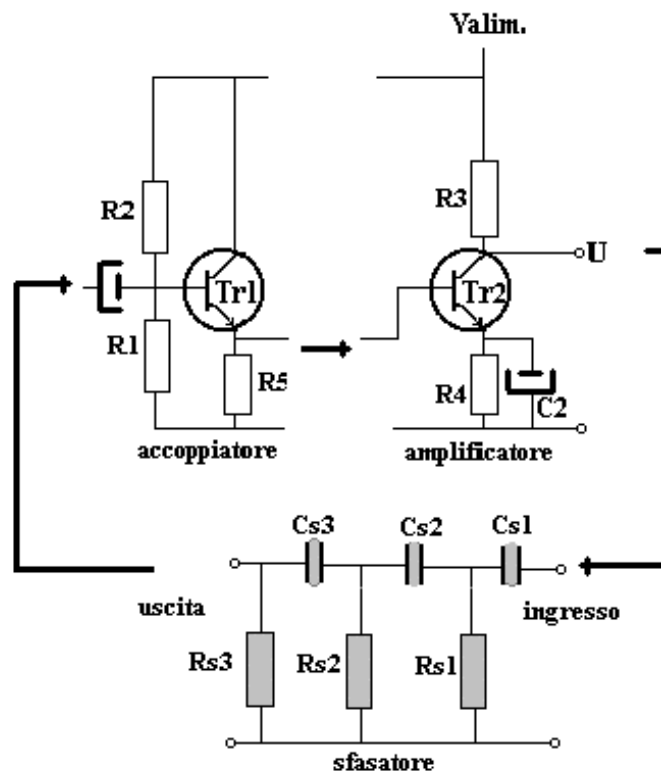 Valim.
R2
R3
U
Tr1
Tr2
R1
R5
R4
C2
accoppiatore
amplificatore
Cs3
Cs2
Cs1
uscita
ingresso
Rs3
Rs2
Rs1
sfasatore